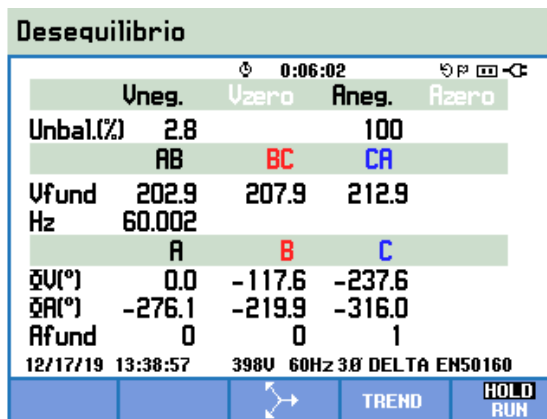 Desequilibrio
0:06:02
Vneg. Vzero Aneg. Azero
Unbal.(%) 2.8 100
AB BC CA
Vfund 202.9 207.9 212.9
Hz 60.002
A B C
ΦV(°) 0.0 -117.6 -237.6
ΦA(°) -276.1 -219.9 -316.0
Afund 0 0 1
12/17/19 13:38:57 398V 60Hz 3Ø DELTA EN50160
TREND HOLD
RUN